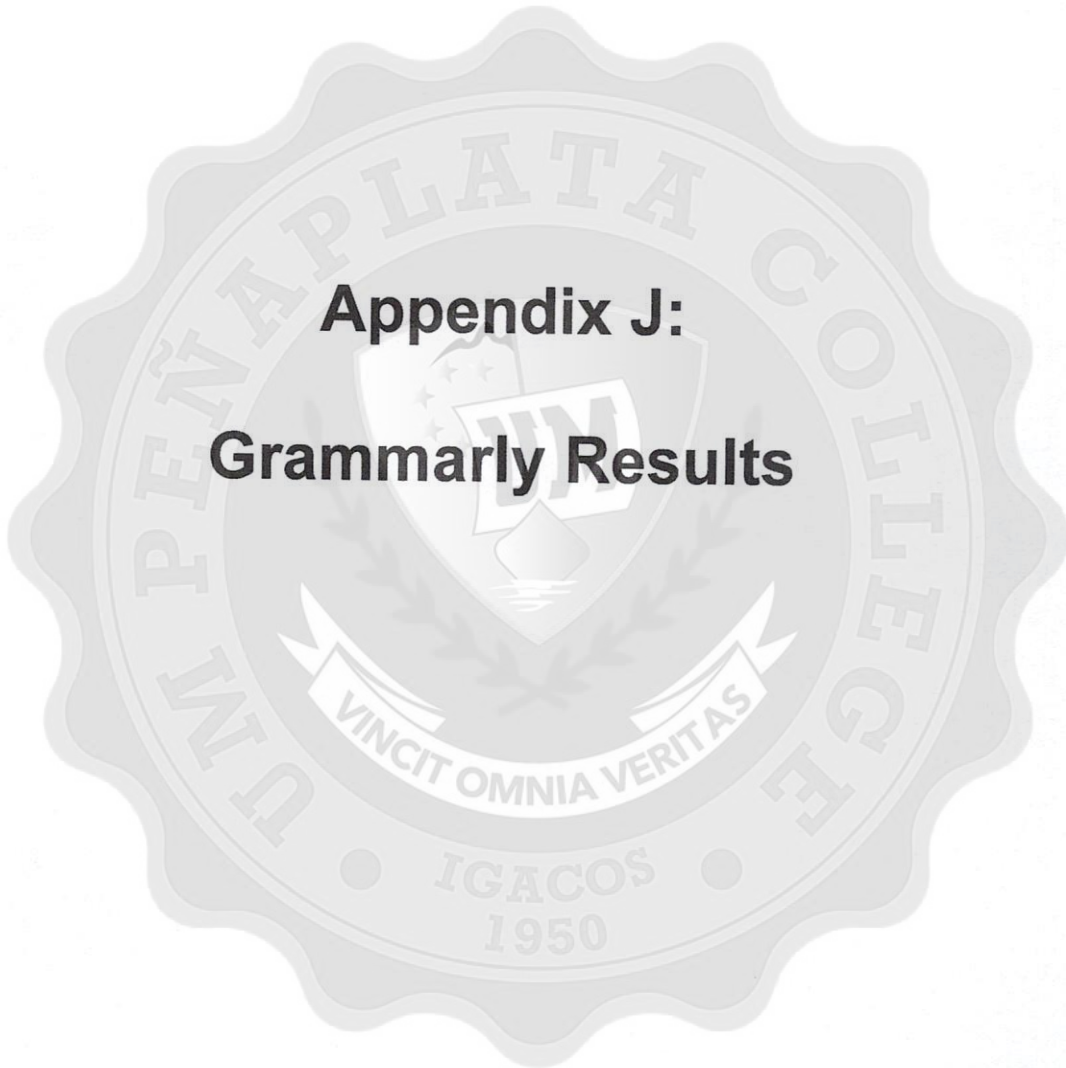 Appendix J:
Grammarly Results
UM PEÑAPLATA COLLEGE
UM
VINCIT OMNIA VERITAS
IGACOS
1950